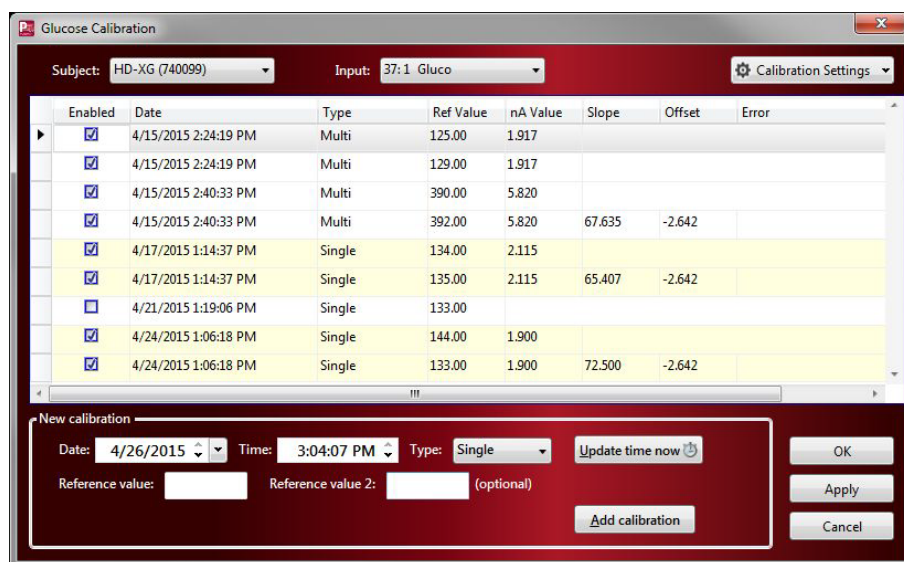 Glucose Calibration
Subject: HD-XG (740099) Input: 37: 1 Gluco Calibration Settings
Enabled Date Type Ref Value nA Value Slope Offset Error
4/15/2015 2:24:19 PM Multi 125.00 1.917
4/15/2015 2:24:19 PM Multi 129.00 1.917
4/15/2015 2:40:33 PM Multi 390.00 5.820
4/15/2015 2:40:33 PM Multi 392.00 5.820 67.635 -2.642
4/17/2015 1:14:37 PM Single 134.00 2.115
4/17/2015 1:14:37 PM Single 135.00 2.115 65.407 -2.642
4/21/2015 1:19:06 PM Single 133.00
4/24/2015 1:06:18 PM Single 144.00 1.900
4/24/2015 1:06:18 PM Single 133.00 1.900 72.500 -2.642
New calibration
Date: 4/26/2015 Time: 3:04:07 PM Type: Single Update time now OK
Reference value: Reference value 2: (optional) Apply
Add calibration Cancel